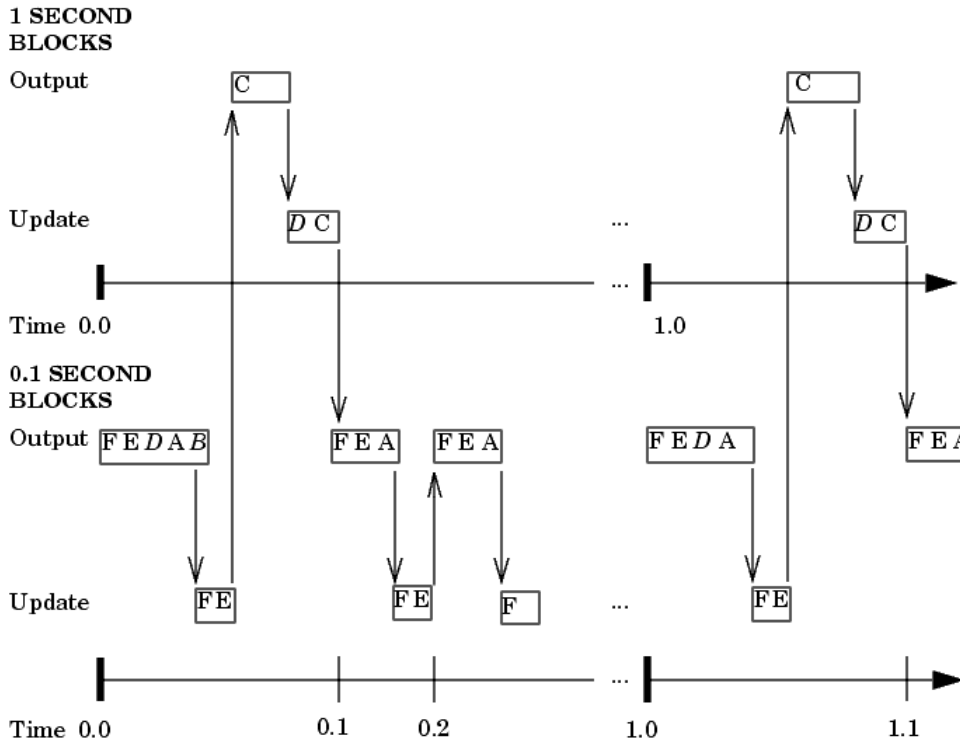 1 SECOND
BLOCKS
Output C C
Update D C ... D C
...
Time 0.0 1.0
0.1 SECOND
BLOCKS
Output F E D A B F E A F E A F E D A F E A
Update F E F E F ... F E
...
Time 0.0 0.1 0.2 1.0 1.1